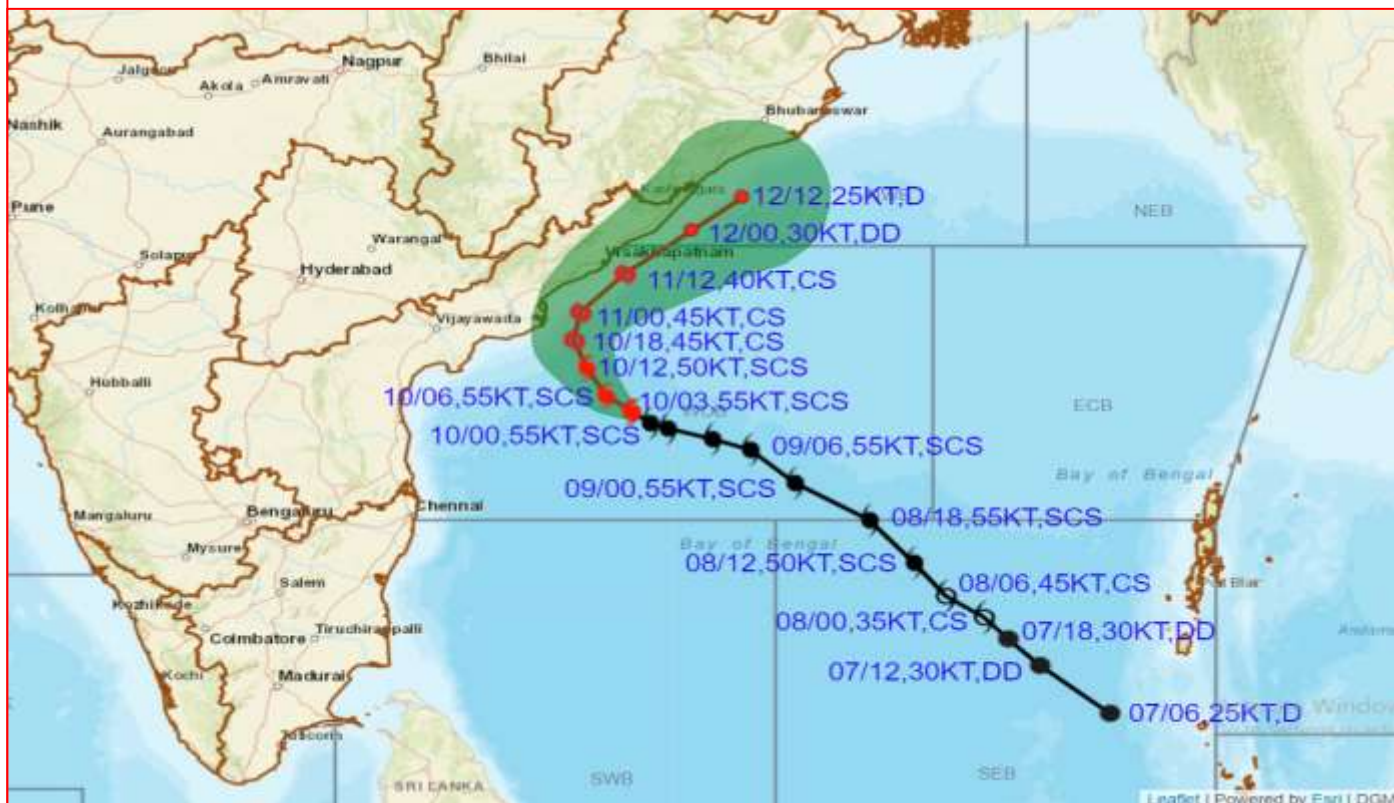 Nagpur
Bhilai
Jalgaon
Akola
Amravati
Bhubaneswar
Nashik
Aurangabad
12/12,25KT,D
NEB
Pune
12/00,30KT,DD
Warangal
Visakhapatnam
Solapur
Hyderabad
11/12,40KT,CS
11/00,45KT,CS
Vijayawada
10/18,45KT,CS
10/12,50KT,SCS
Hubballi
10/06,55KT,SCS
10/03,55KT,SCS
ECB
10/00,55KT,SCS
09/06,55KT,SCS
Bay of Bengal
09/00,55KT,SCS
Chennai
Mangaluru
Bengaluru
08/18,55KT,SCS
Bay of Bengal
Mysure
08/12,50KT,SCS
Salem
08/06,45KT,CS
Kozhikode
08/00,35KT,CS
Coimbatore
Tiruchirappalli
07/18,30KT,DD
07/12,30KT,DD
Kochi
Madurai
07/06,25KT,D
Tuticorin
SRI LANKA
SWB
SEB
Leaflet | Powered by Esri | DGM